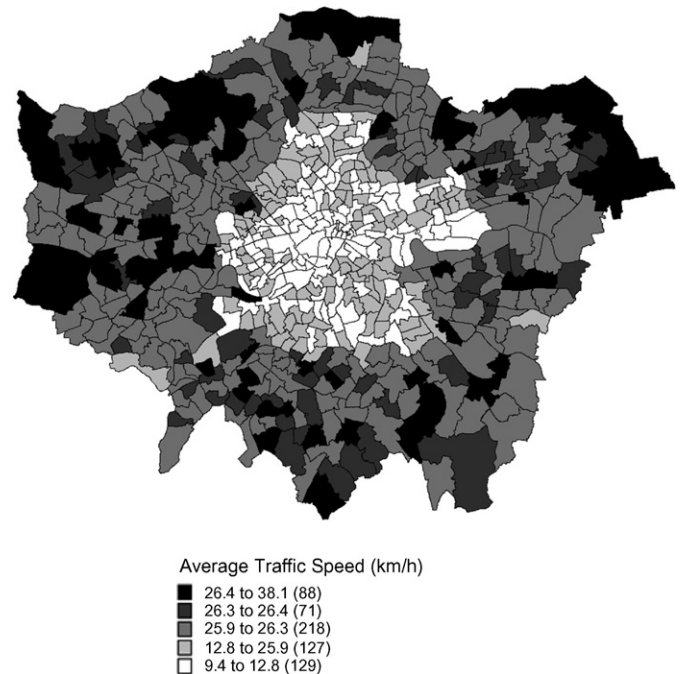 Average Traffic Speed (km/h)
26.4 to 38.1 (88)
26.3 to 26.4 (71)
25.9 to 26.3 (218)
12.8 to 25.9 (127)
9.4 to 12.8 (129)